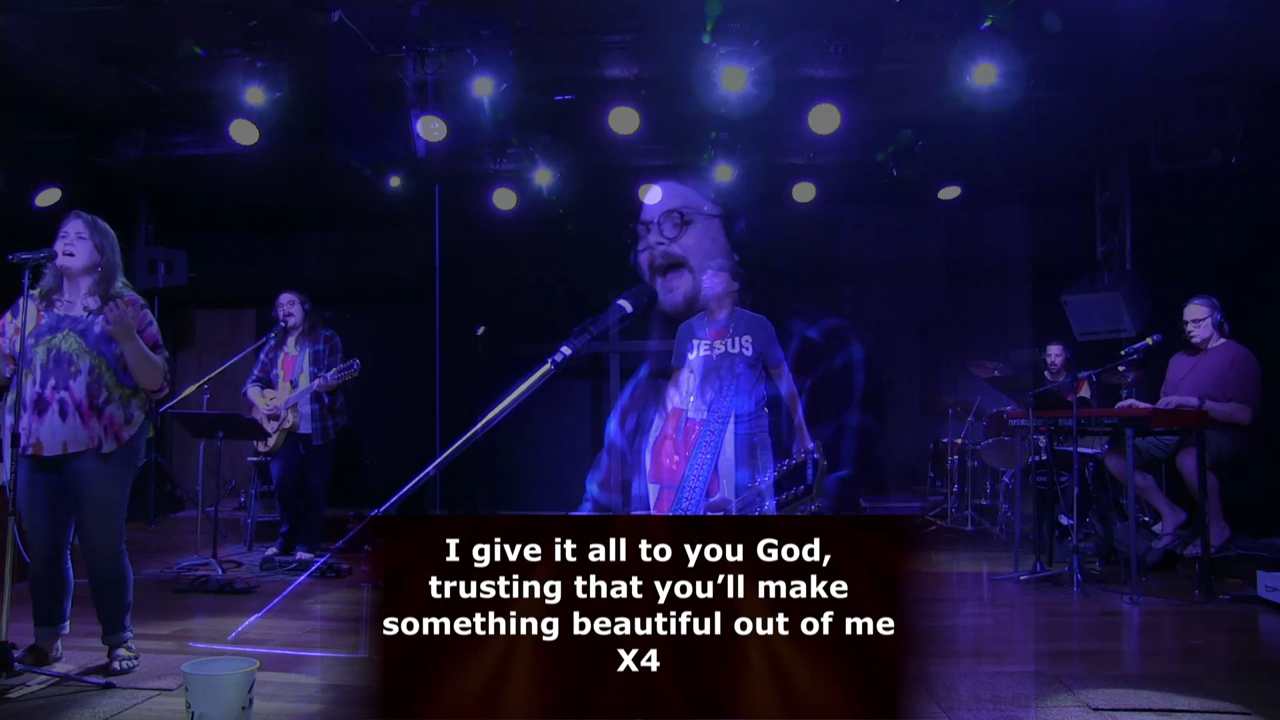 JESUS
I give it all to you God,
trusting that you’ll make
something beautiful out of me
X4